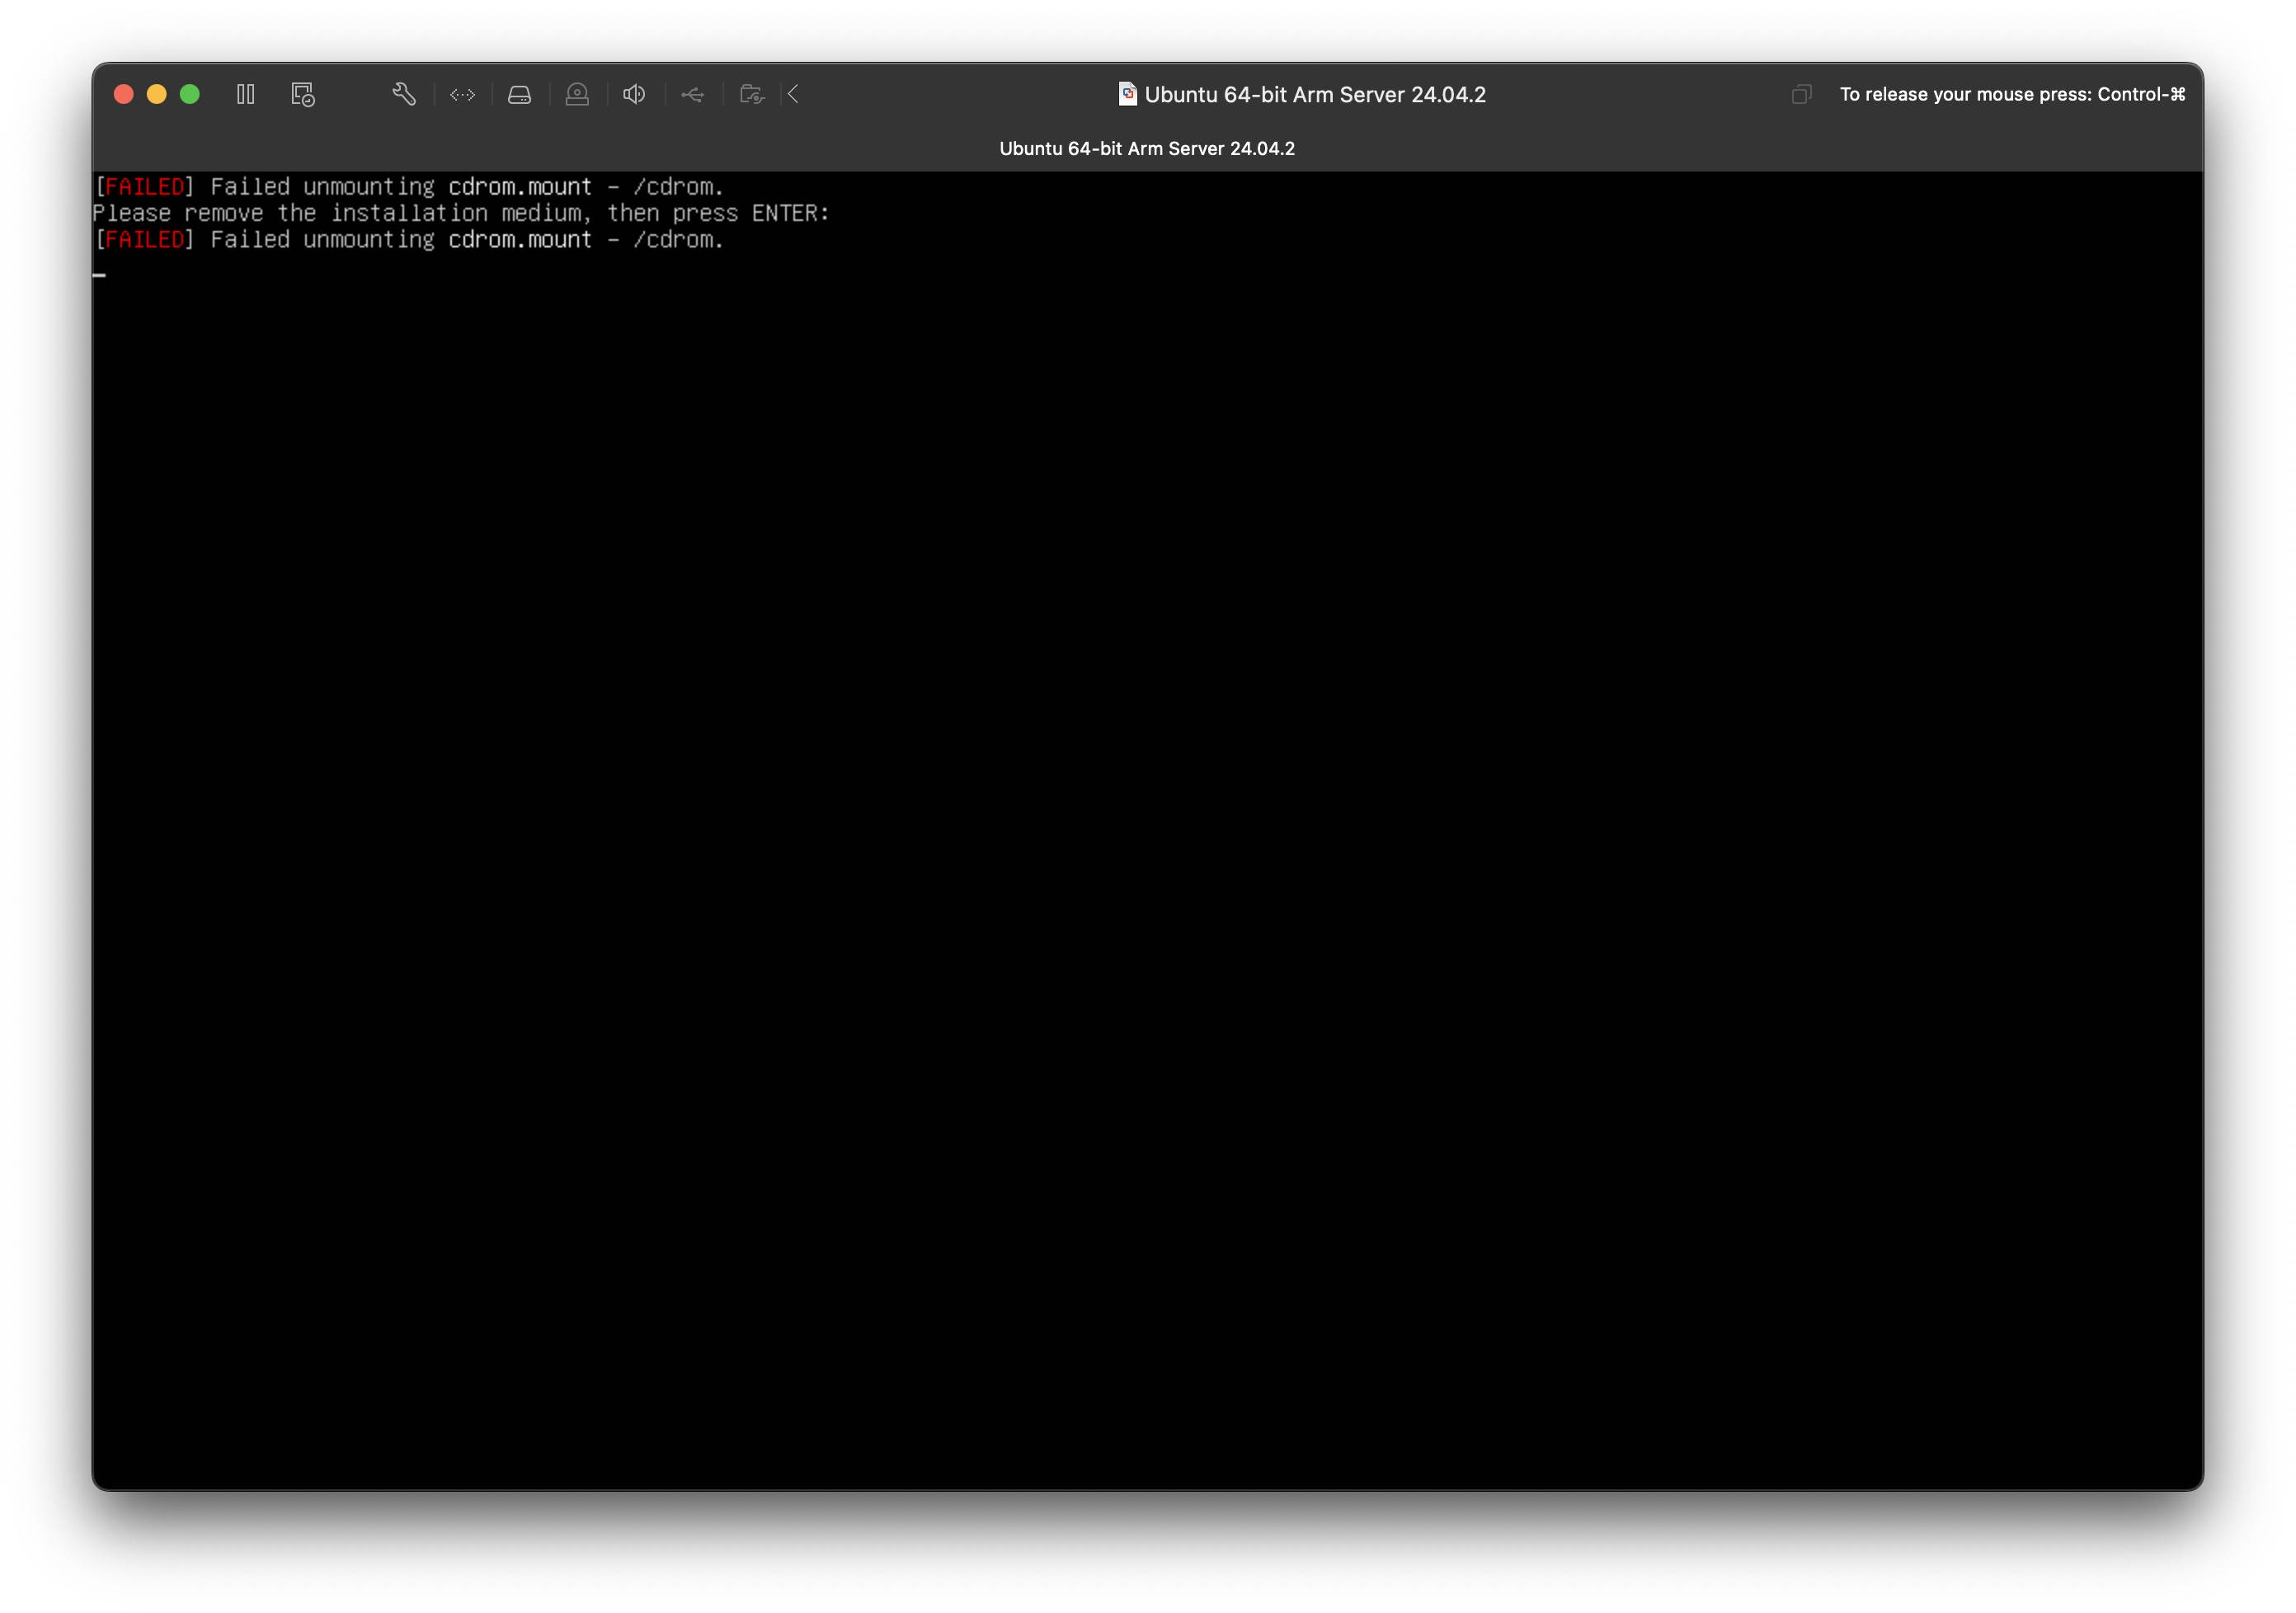 Ubuntu 64-bit Arm Server 24.04.2
To release your mouse press: Control-⌘
Ubuntu 64-bit Arm Server 24.04.2
[FAILED] Failed unmounting cdrom.mount - /cdrom.
Please remove the installation medium, then press ENTER:
[FAILED] Failed unmounting cdrom.mount - /cdrom.